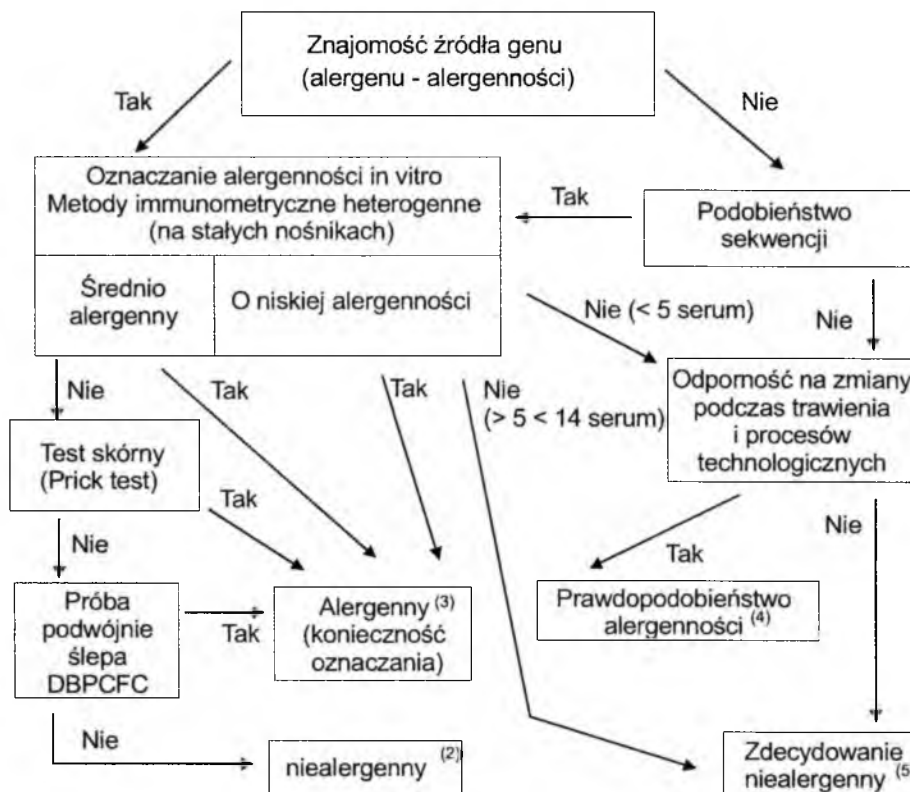 Znajomość źródła genu
(alergenu - alergenności)
Tak
Nie
Oznaczanie alergenności in vitro
Metody immunometryczne heterogenne
(na stałych nośnikach)
Tak
Podobieństwo
sekwencji
Średnio
alergenny
O niskiej alergenności
Nie (< 5 serum)
Nie
Nie
Tak
Tak
Nie
(> 5 < 14 serum)
Odporność na zmiany
podczas trawienia
i procesów
technologicznych
Test skórny
(Prick test)
Tak
Nie
Tak
Nie
Próba
podwójnie
ślepa
DBPCFC
Tak
Alergenny (3)
(konieczność
oznaczania)
Prawdopodobieństwo
alergenności (4)
Nie
niealergenny (2)
Zdecydowanie
niealergenny (5